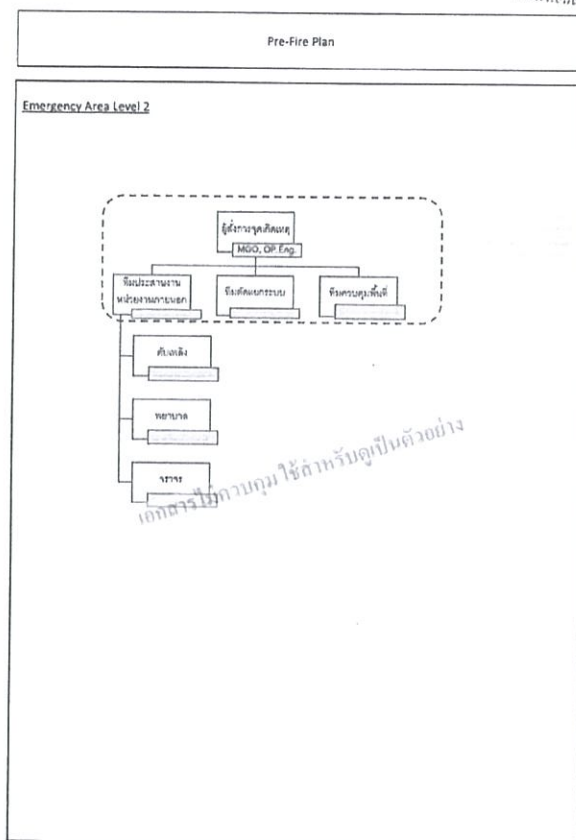 Pre-Fire Plan
Emergency Area Level 2
ผู้สั่งการจุดเกิดเหตุ
MGO, OP Eng.
ทีมประสานงาน
หน่วยงานภายนอก
ทีมตัดแยกระบบ
ทีมควบคุมพื้นที่
ดับเพลิง
พยาบาล
จราจร
เอกสารไม่ควบคุม ใช้สำหรับดูเป็นตัวอย่าง